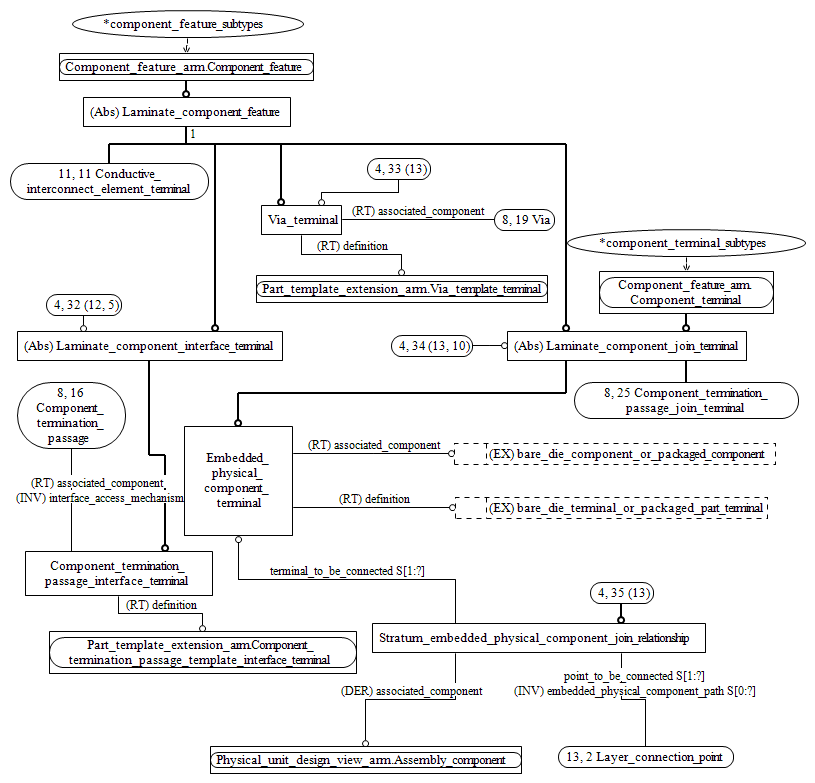 *component_feature_subtypes
Component_feature_arm.Component_feature
(Abs) Laminate_component_feature
1
11, 11 Conductive_
interconnect_element_terminal
4, 33 (13)
Via_terminal
(RT) associated_component
8, 19 Via
(RT) definition
Part_template_extension_arm.Via_template_terminal
*component_terminal_subtypes
Component_feature_arm.
Component_terminal
4, 32 (12, 5)
(Abs) Laminate_component_interface_terminal
4, 34 (13, 10)
(Abs) Laminate_component_join_terminal
8, 25 Component_termination_
passage_join_terminal
8, 16
Component_
termination_
passage
(RT) associated_component
(INV) interface_access_mechanism
Embedded_
physical_
component_
terminal
(RT) associated_component
(EX) bare_die_component_or_packaged_component
(RT) definition
(EX) bare_die_terminal_or_packaged_part_terminal
Component_termination_
passage_interface_terminal
(RT) definition
Part_template_extension_arm.Component_
termination_passage_template_interface_terminal
terminal_to_be_connected S[1:?]
4, 35 (13)
Stratum_embedded_physical_component_join_relationship
(DER) associated_component
point_to_be_connected S[1:?]
(INV) embedded_physical_component_path S[0:?]
Physical_unit_design_view_arm.Assembly_component
13, 2 Layer_connection_point